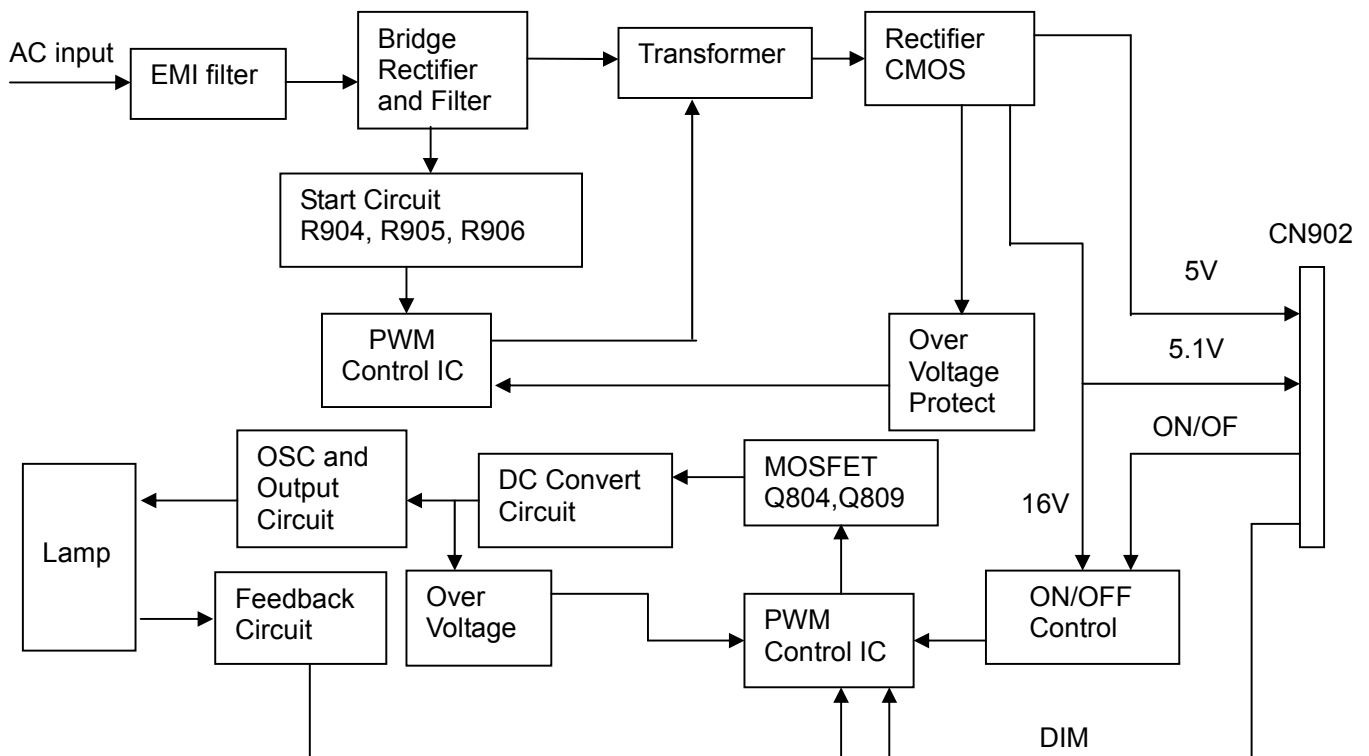 AC input
EMI filter
Bridge
Rectifier
and Filter
Transformer
Rectifier
CMOS
Start Circuit
R904, R905, R906
CN902
5V
PWM
Control IC
Over
Voltage
Protect
5.1V
ON/OF
OSC and
Output
Circuit
DC Convert
Circuit
MOSFET
Q804,Q809
16V
Lamp
Feedback
Circuit
Over
Voltage
PWM
Control IC
ON/OFF
Control
DIM